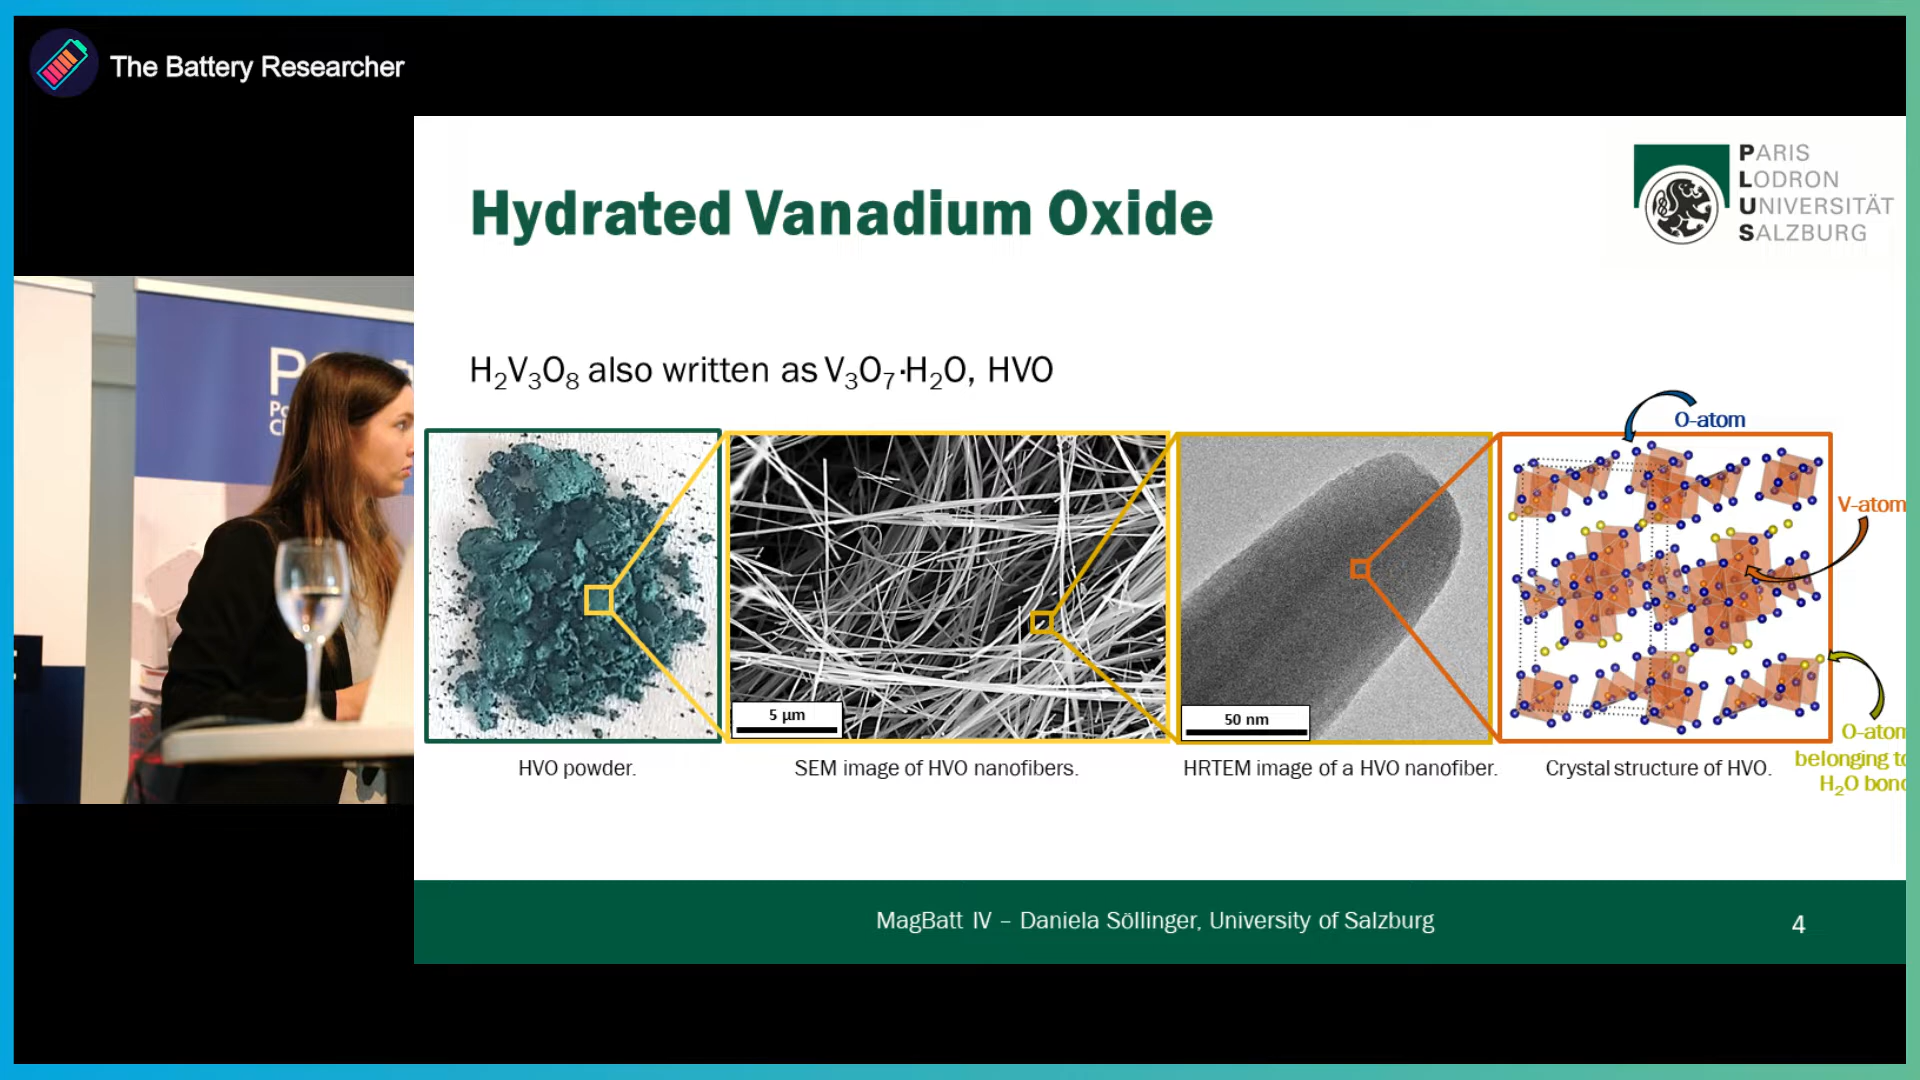 The Battery Researcher
Hydrated Vanadium Oxide
PARIS
LODRON
UNIVERSITÄT
SALZBURG
H₂V₃O₈ also written as V₃O₇·H₂O, HVO
O-atom
V-atom
5 µm
50 nm
HVO powder.
SEM image of HVO nanofibers.
HRTEM image of a HVO nanofiber.
Crystal structure of HVO.
O-atom
belonging to
H₂O bond
MagBatt IV – Daniela Söllinger, University of Salzburg
4